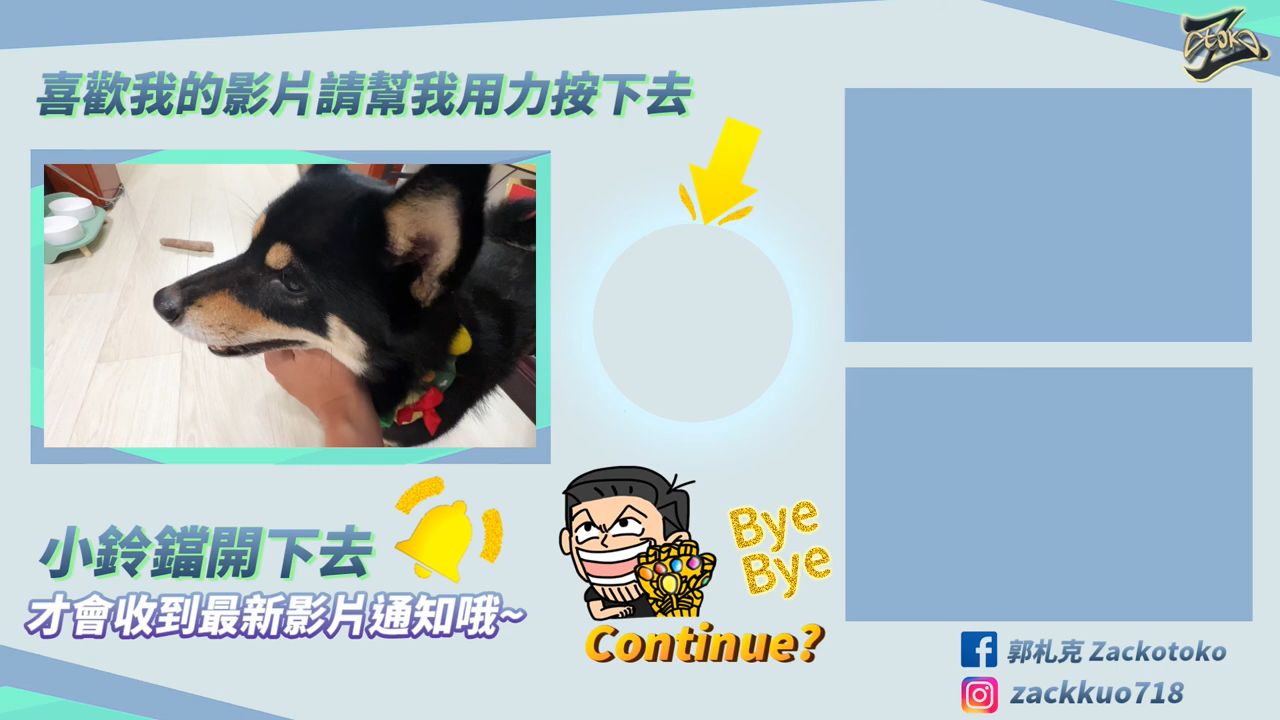 喜歡我的影片請幫我用力按下去
小鈴鐺開下去
才會收到最新影片通知哦~
Bye
Bye
Continue?
郭札克 Zackotoko
zackkuo718